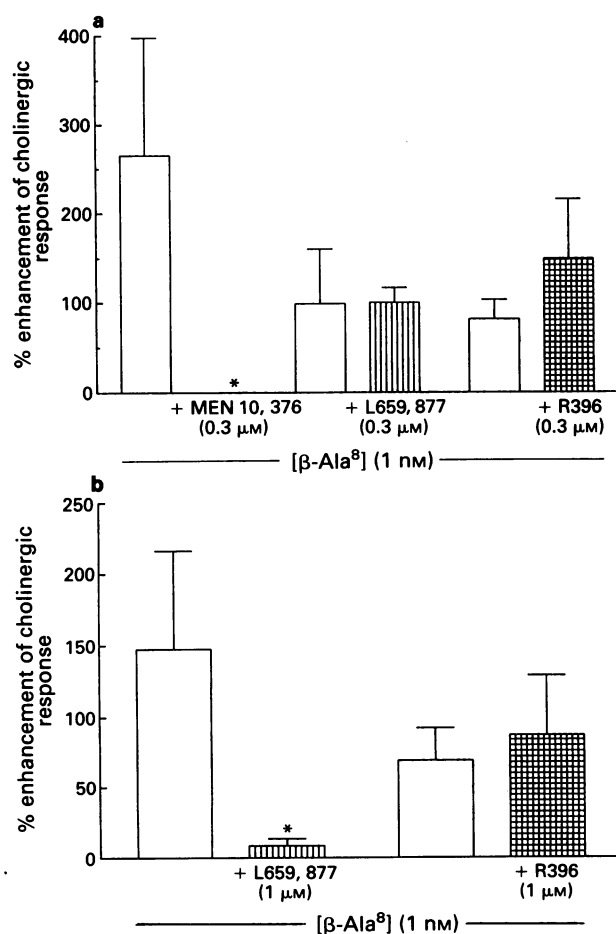 a
% enhancement of cholinergic
response
400
300
250
100
0
*
+ MEN 10, 376
(0.3 μM)
+ L659, 877
(0.3 μM)
+ R396
(0.3 μM)
[β-Ala⁸] (1 nM)
b
% enhancement of cholinergic
response
250
200
150
100
50
0
*
+ L659, 877
(1 μM)
+ R396
(1 μM)
[β-Ala⁸] (1 nM)